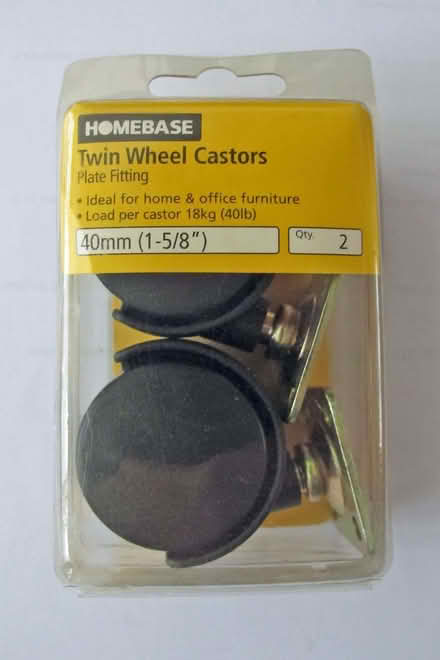 HOMEBASE
Twin Wheel Castors
Plate Fitting
• Ideal for home & office furniture
• Load per castor 18kg (40lb)
40mm (1-5/8") Qty. 2